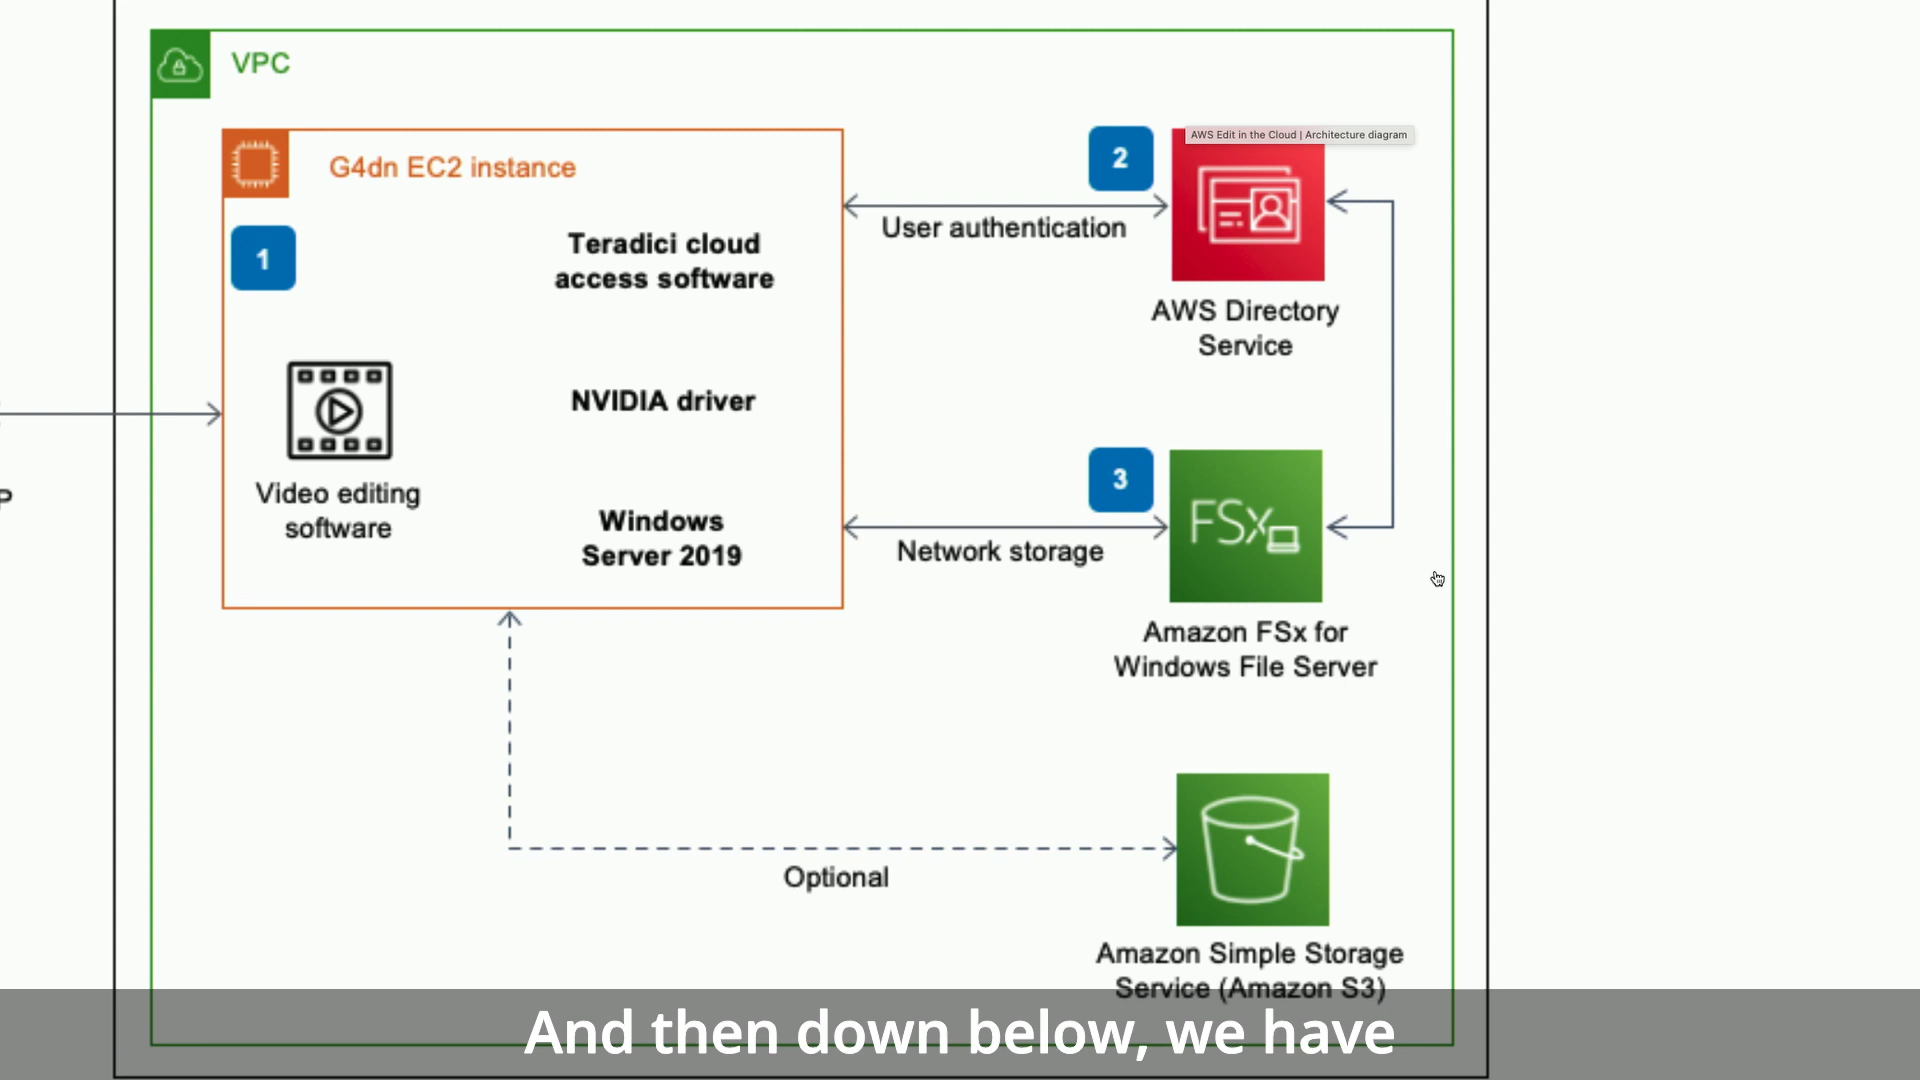 VPC
G4dn EC2 instance
1
Teradici cloud
access software
NVIDIA driver
Windows
Server 2019
Video editing
software
P
2
AWS Edit in the Cloud | Architecture diagram
User authentication
AWS Directory
Service
3
FSx
Network storage
Amazon FSx for
Windows File Server
Optional
Amazon Simple Storage
Service (Amazon S3)
And then down below, we have